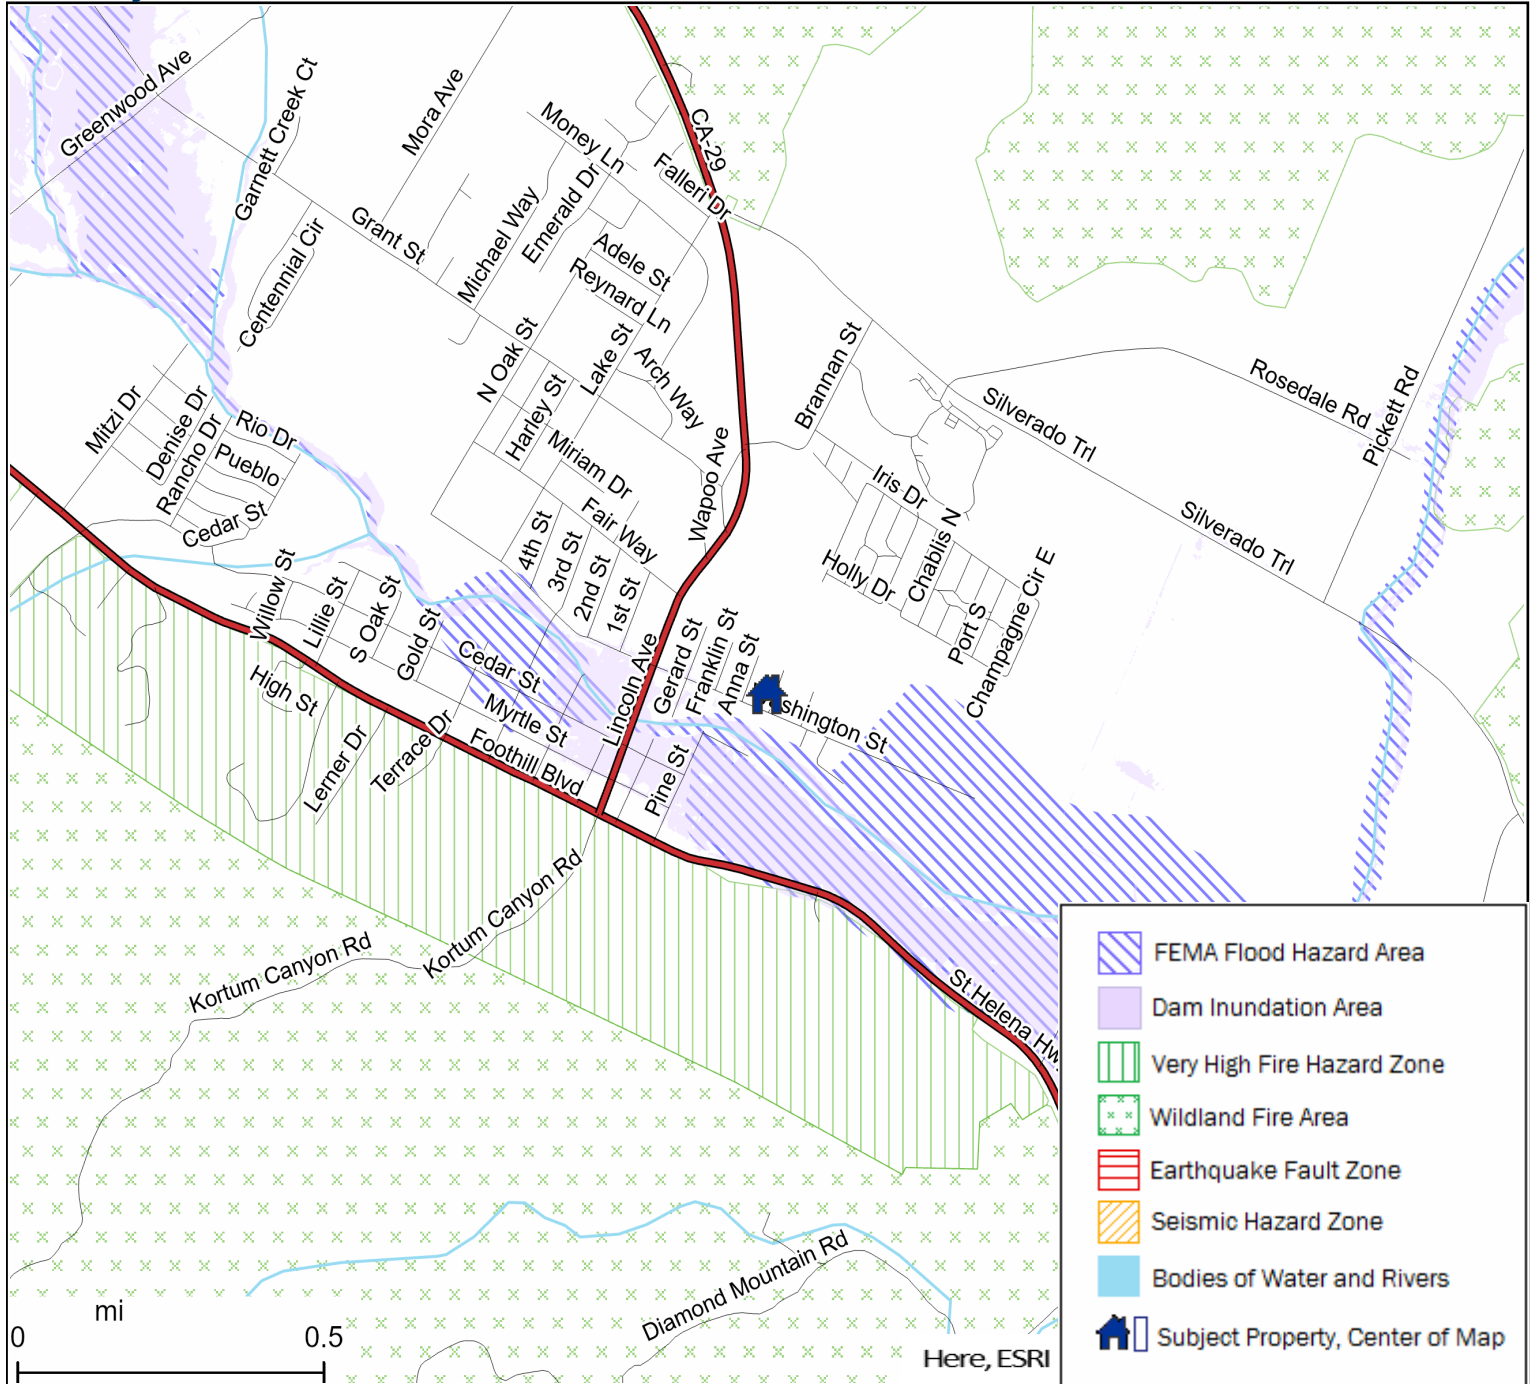 Greenwood Ave
Garnett Creek Ct
Mora Ave
Money Ln
CA-29
Falleri Dr
Michael Way
Emerald Dr
Grant St
Centennial Cir
Adele St
Reynard Ln
N Oak St
Lake St
Arch Way
Harley St
Brannan St
Rosedale Rd
Pickett Rd
Silverado Trl
Silverado Trl
Mitzi Dr
Denise Dr
Rancho Dr
Rio Dr
Pueblo
Cedar St
Miriam Dr
Fair Way
Wapoo Ave
Iris Dr
Chablis N
Holly Dr
Port S
Champagne Cir E
4th St
3rd St
2nd St
1st St
Willow St
Lillie St
S Oak St
Gold St
Cedar St
Lincoln Ave
Gerard St
Franklin St
Anna St
shington St
High St
Myrtle St
Foothill Blvd
Pine St
Lerner Dr
Terrace Dr
Kortum Canyon Rd
Kortum Canyon Rd
St Helena Hw
Diamond Mountain Rd
mi
0 0.5
Here, ESRI
FEMA Flood Hazard Area
Dam Inundation Area
Very High Fire Hazard Zone
Wildland Fire Area
Earthquake Fault Zone
Seismic Hazard Zone
Bodies of Water and Rivers
Subject Property, Center of Map